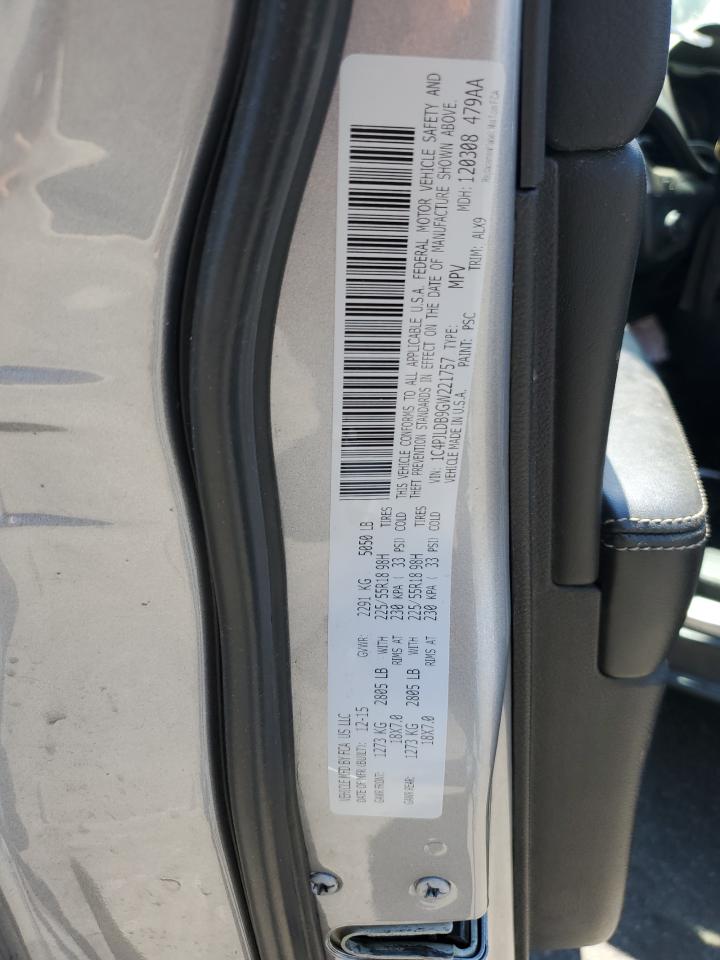 VEHICLE MFD BY FCA US LLC
DATE OF MFR.(BUILT): 12-15 GVWR: 2291 KG 5050 LB
GAWR FRONT: 1273 KG 2805 LB WITH 225/55R18 98H TIRES
18X7.0 RIMS AT 230 KPA ( 33 PSI) COLD
GAWR REAR: 1273 KG 2805 LB WITH 225/55R18 98H TIRES
18X7.0 RIMS AT 230 KPA ( 33 PSI) COLD
THIS VEHICLE CONFORMS TO ALL APPLICABLE U.S.A. FEDERAL MOTOR VEHICLE SAFETY AND
THEFT PREVENTION STANDARDS IN EFFECT ON THE DATE OF MANUFACTURE SHOWN ABOVE.
VIN: 1C4PJLDB9GW221757 TYPE: MPV MDH: 120308 479AA
VEHICLE MADE IN U.S.A. PAINT: PSC TRIM: ALX9